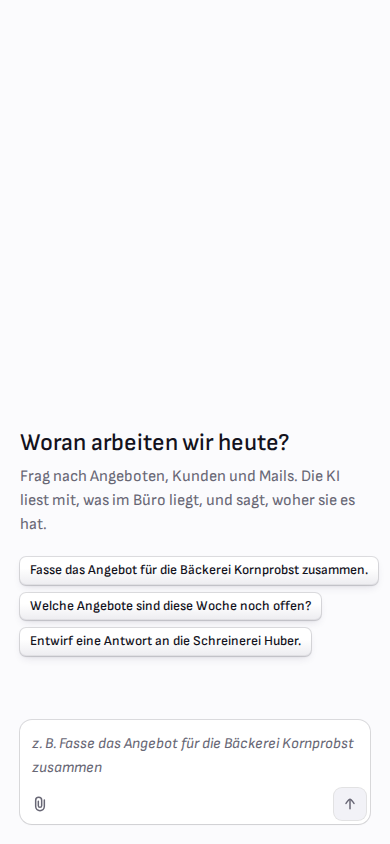 Woran arbeiten wir heute?
Frag nach Angeboten, Kunden und Mails. Die KI
liest mit, was im Büro liegt, und sagt, woher sie es
hat.
Fasse das Angebot für die Bäckerei Kornprobst zusammen.
Welche Angebote sind diese Woche noch offen?
Entwirf eine Antwort an die Schreinerei Huber.
z. B. Fasse das Angebot für die Bäckerei Kornprobst
zusammen